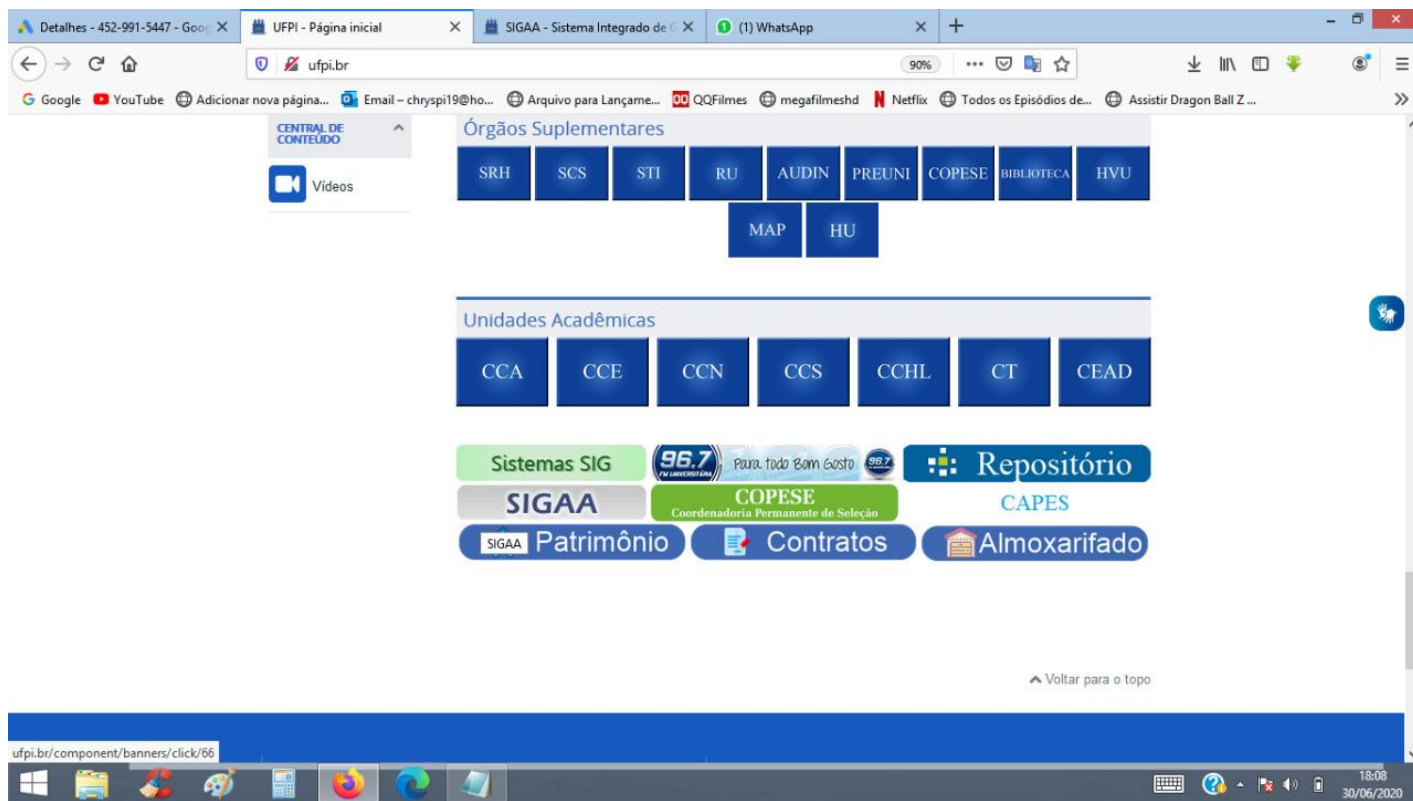 Detalhes - 452-991-5447 - Goog
UFPI - Página inicial
SIGAA - Sistema Integrado de G
(1) WhatsApp
ufpi.br
90%
Google
YouTube
Adicionar nova página...
Email – chryspi19@ho...
Arquivo para Lançame...
QQFilmes
megafilmeshd
Netflix
Todos os Episódios de...
Assistir Dragon Ball Z ...
CENTRAL DE
CONTEÚDO
Vídeos
Órgãos Suplementares
SRH SCS STI RU AUDIN PREUNI COPESE BIBLIOTECA HVU
MAP HU
Unidades Acadêmicas
CCA CCE CCN CCS CCHL CT CEAD
Sistemas SIG
96.7
Para todo Bom Gosto
96.7
Repositório
SIGAA
COPESE
Coordenadoria Permanente de Seleção
CAPES
SIGAA
Patrimônio
Contratos
Almoxarifado
Voltar para o topo
ufpi.br/component/banners/click/66
18:08
30/06/2020